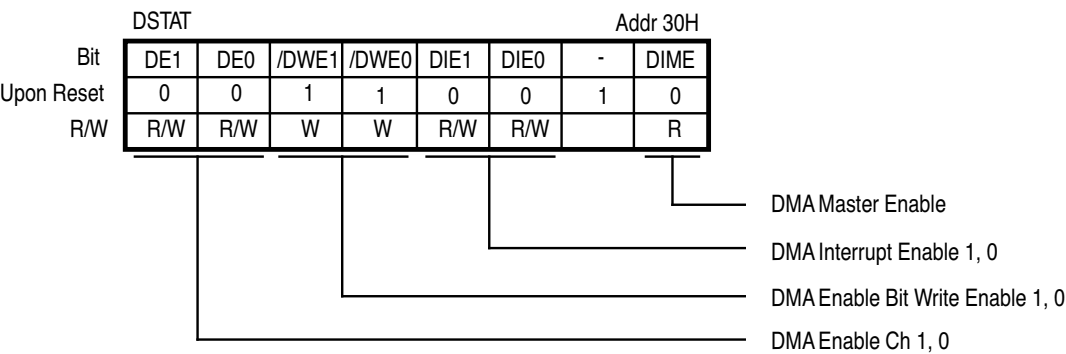 DSTAT Addr 30H
Bit DE1 DE0 /DWE1 /DWE0 DIE1 DIE0 - DIME
Upon Reset 0 0 1 1 0 0 1 0
R/W R/W R/W W W R/W R/W R
DMA Master Enable
DMA Interrupt Enable 1, 0
DMA Enable Bit Write Enable 1, 0
DMA Enable Ch 1, 0